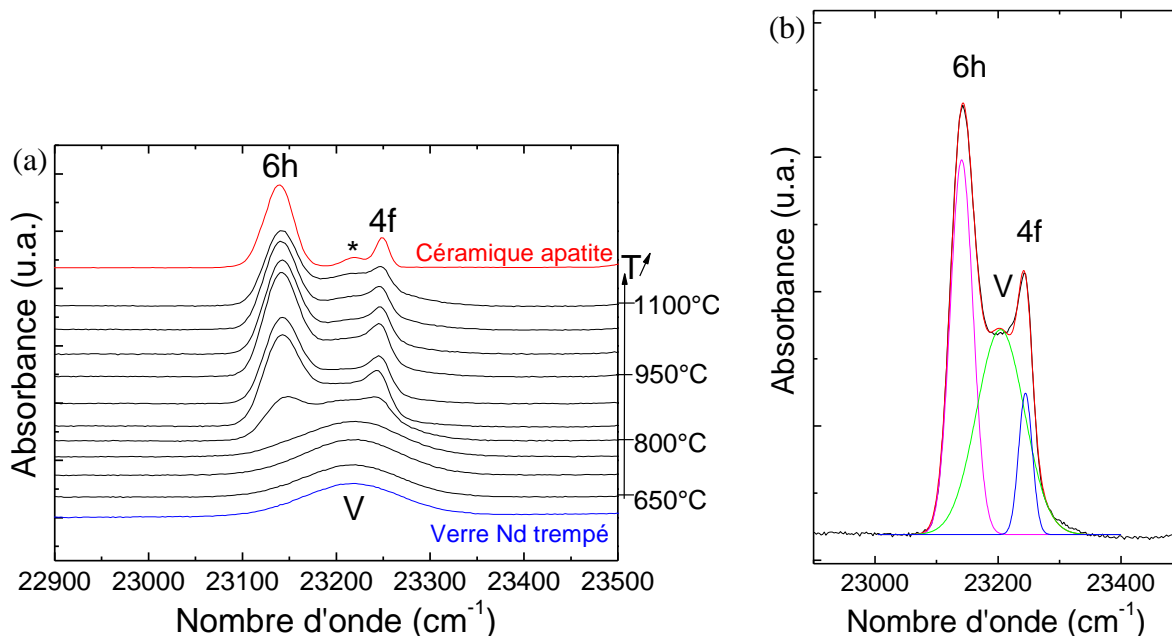 (a)
6h
*
4f
Céramique apatite
T
1100°C
950°C
800°C
650°C
V
Verre Nd trempé
Absorbance (u.a.)
22900 23000 23100 23200 23300 23400 23500
Nombre d'onde (cm⁻¹)
(b)
6h
4f
V
Absorbance (u.a.)
23000 23200 23400
Nombre d'onde (cm⁻¹)